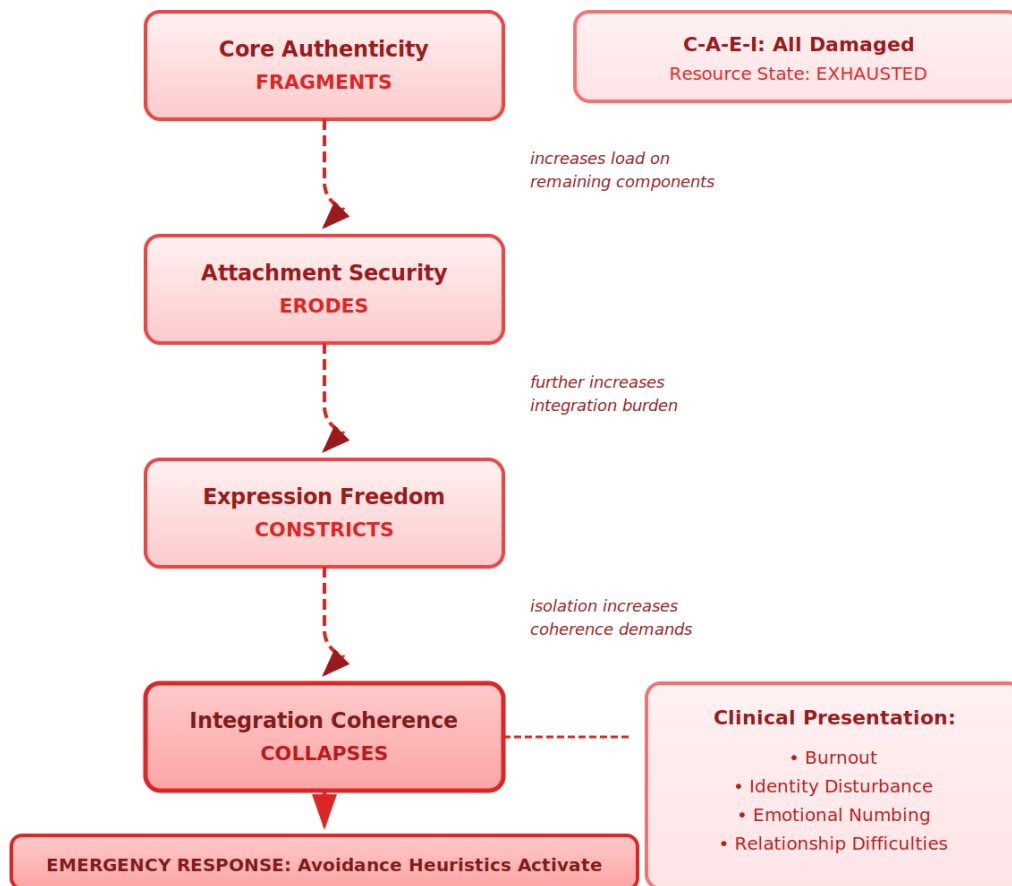 Core Authenticity
FRAGMENTS
C-A-E-I: All Damaged
Resource State: EXHAUSTED
increases load on
remaining components
Attachment Security
ERODES
further increases
integration burden
Expression Freedom
CONSTRICTS
isolation increases
coherence demands
Integration Coherence
COLLAPSES
Clinical Presentation:
• Burnout
• Identity Disturbance
• Emotional Numbing
• Relationship Difficulties
EMERGENCY RESPONSE: Avoidance Heuristics Activate